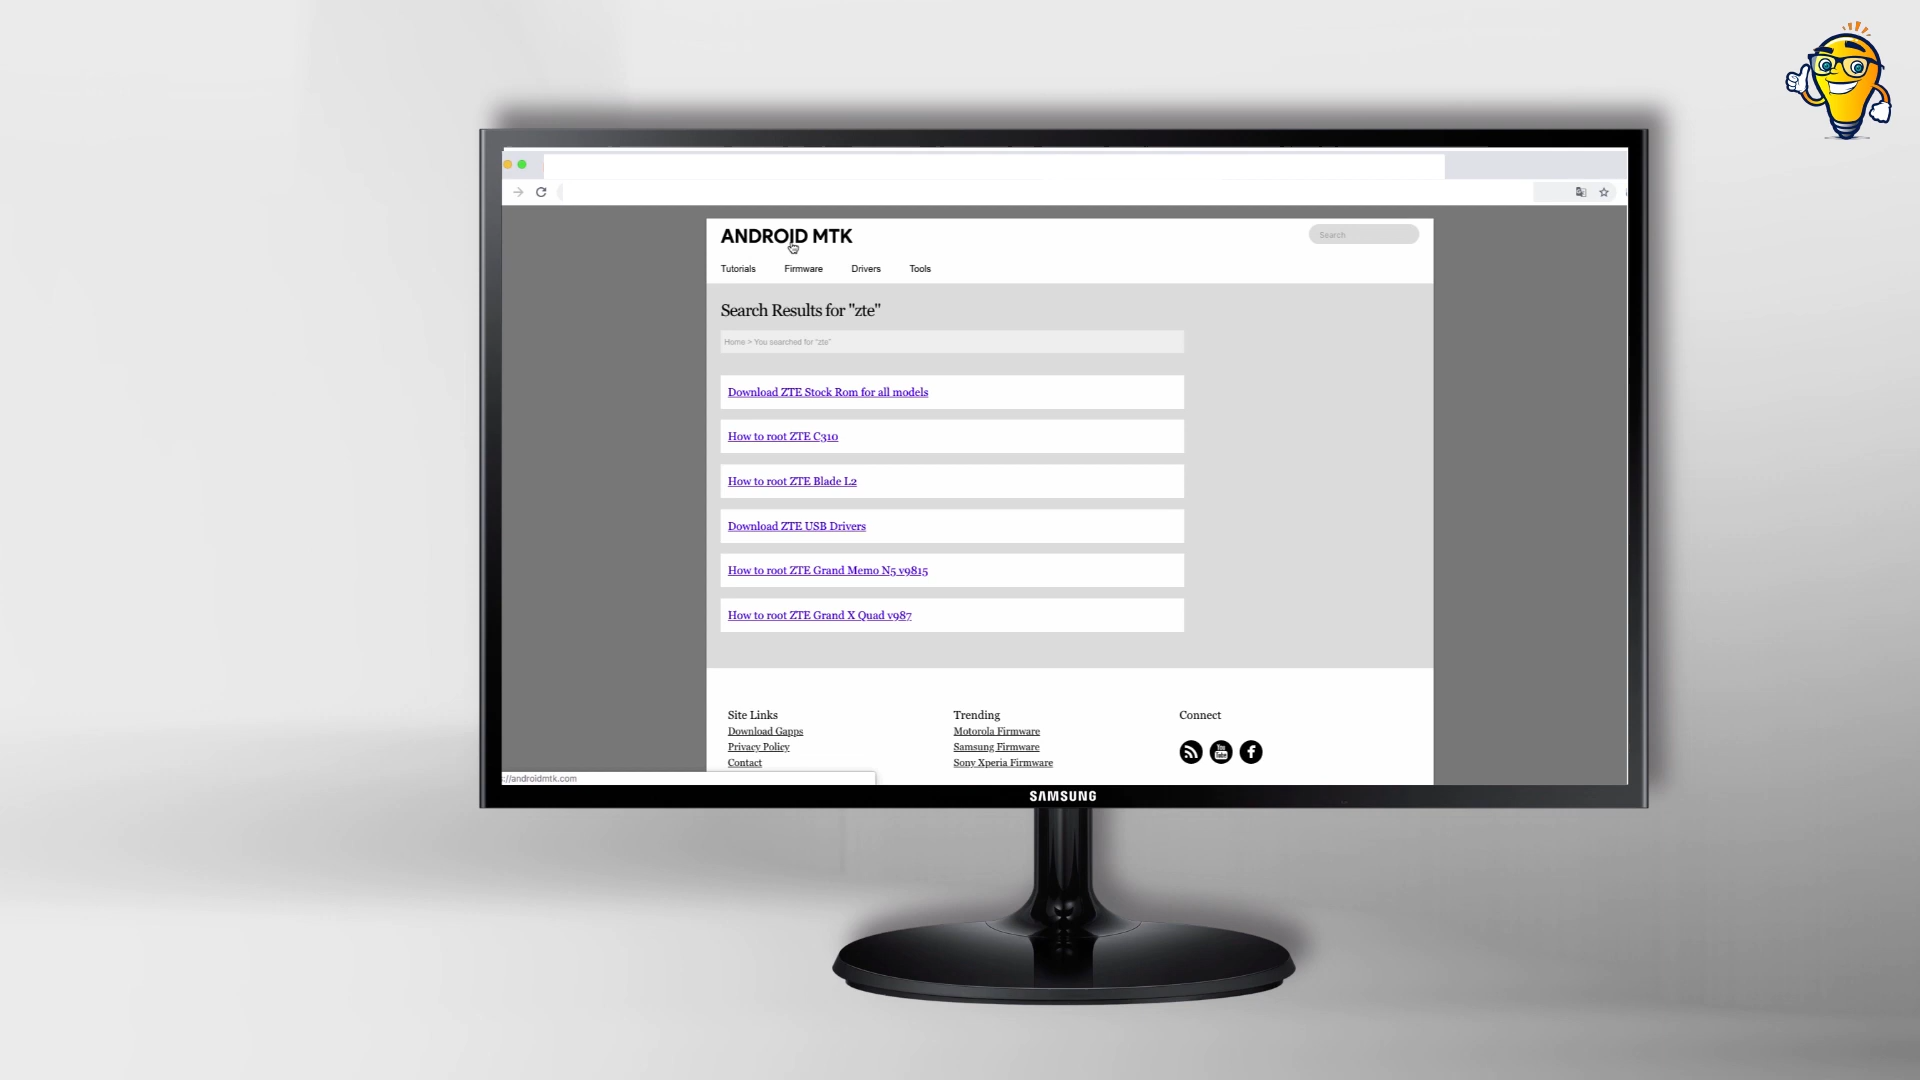 ANDROID MTK
Search
Tutorials Firmware Drivers Tools
Search Results for "zte"
Home > You searched for "zte"
Download ZTE Stock Rom for all models
How to root ZTE C310
How to root ZTE Blade L2
Download ZTE USB Drivers
How to root ZTE Grand Memo N5 v9815
How to root ZTE Grand X Quad v987
Site Links
Download Gapps
Privacy Policy
Contact
Trending
Motorola Firmware
Samsung Firmware
Sony Xperia Firmware
Connect
You Tube
://androidmtk.com
SAMSUNG